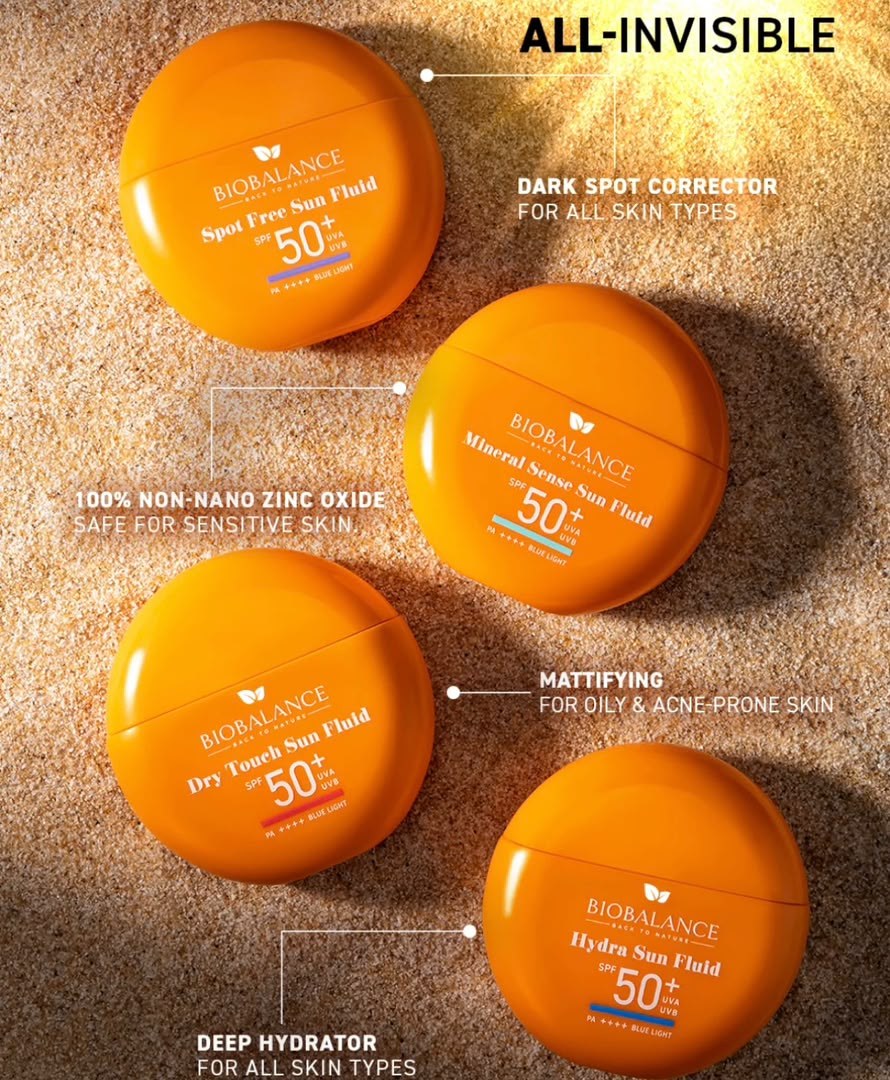 ALL-INVISIBLE
BIOBALANCE
BACK TO NATURE
Spot Free Sun Fluid
SPF 50+ UVA UVB
PA ++++ BLUE LIGHT
DARK SPOT CORRECTOR
FOR ALL SKIN TYPES
BIOBALANCE
BACK TO NATURE
Mineral Sense Sun Fluid
SPF 50+ UVA UVB
PA ++++ BLUE LIGHT
100% NON-NANO ZINC OXIDE
SAFE FOR SENSITIVE SKIN.
BIOBALANCE
BACK TO NATURE
Dry Touch Sun Fluid
SPF 50+ UVA UVB
PA ++++ BLUE LIGHT
MATTIFYING
FOR OILY & ACNE-PRONE SKIN
BIOBALANCE
BACK TO NATURE
Hydra Sun Fluid
SPF 50+ UVA UVB
PA ++++ BLUE LIGHT
DEEP HYDRATOR
FOR ALL SKIN TYPES